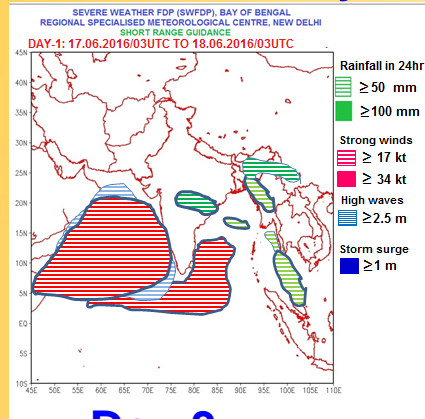 SEVERE WEATHER FDP (SWFDP), BAY OF BENGAL
REGIONAL SPECIALISED METEOROLOGICAL CENTRE, NEW DELHI
SHORT RANGE GUIDANCE
DAY-1: 17.06.2016/03UTC TO 18.06.2016/03UTC
45N
40N
35N
30N
25N
20N
15N
10N
5N
EQ
5S
10S
45E 50E 55E 60E 65E 70E 75E 80E 85E 90E 95E 100E 105E 110E
Rainfall in 24hr
≥50 mm
≥100 mm
Strong winds
≥ 17 kt
≥ 34 kt
High waves
≥2.5 m
Storm surge
≥1 m